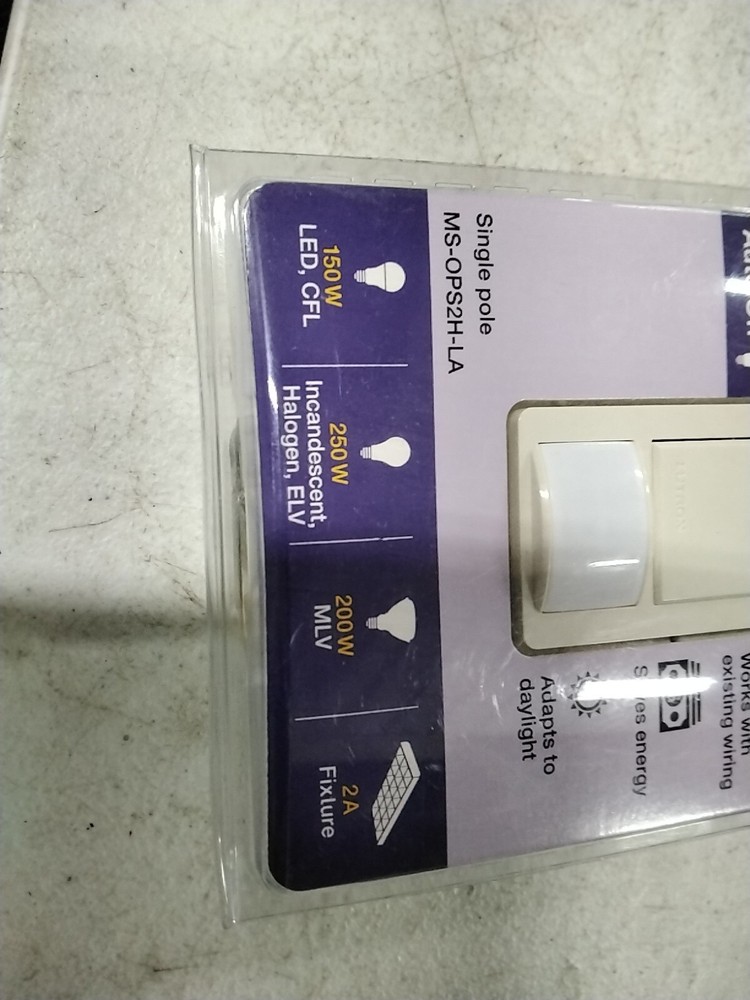 LUTRON
Works with
existing wiring
Saves energy
Adapts to
daylight
Single pole
MS-OPS2H-LA
150W
LED, CFL
250W
Incandescent,
Halogen, ELV
200W
MLV
2A
Fixture